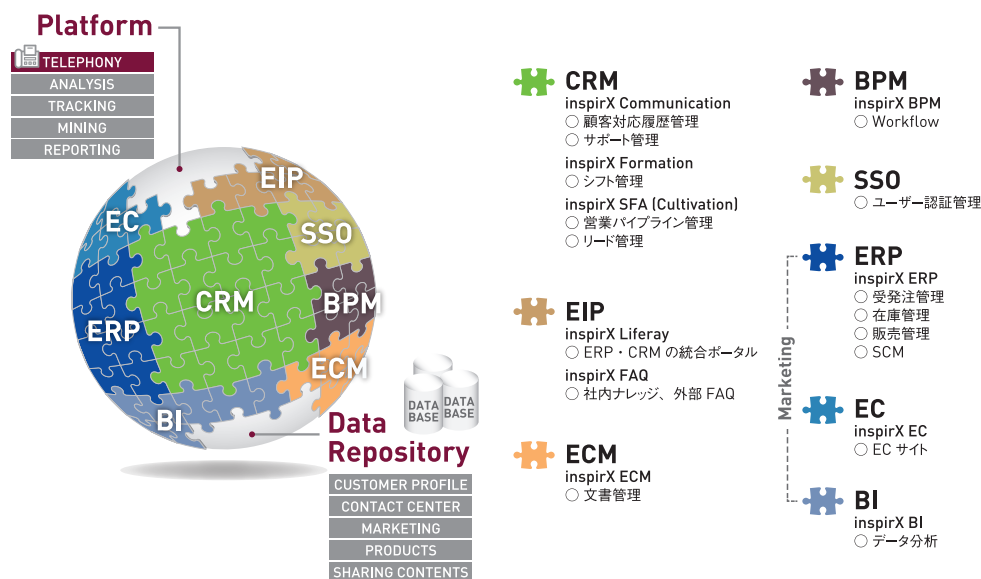 Platform
TELEPHONY
ANALYSIS
TRACKING
MINING
REPORTING
EIP
EC
SSO
CRM
BPM
ERP
ECM
BI
DATA BASE
DATA BASE
Data
Repository
CUSTOMER PROFILE
CONTACT CENTER
MARKETING
PRODUCTS
SHARING CONTENTS
CRM
inspirX Communication
○ 顧客対応履歴管理
○ サポート管理
inspirX Formation
○ シフト管理
inspirX SFA (Cultivation)
○ 営業パイプライン管理
○ リード管理
EIP
inspirX Liferay
○ ERP・CRM の統合ポータル
inspirX FAQ
○ 社内ナレッジ、外部 FAQ
ECM
inspirX ECM
○ 文書管理
BPM
inspirX BPM
○ Workflow
SSO
○ ユーザー認証管理
Marketing
ERP
inspirX ERP
○ 受発注管理
○ 在庫管理
○ 販売管理
○ SCM
EC
inspirX EC
○ EC サイト
BI
inspirX BI
○ データ分析